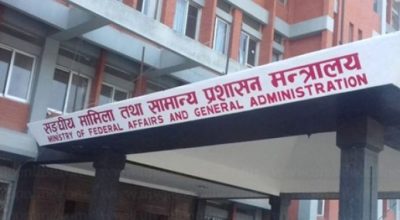 सङ्घीय मामिला तथा सामान्य प्रशासन मन्त्रालय
MINISTRY OF FEDERAL AFFAIRS AND GENERAL ADMINISTRATION